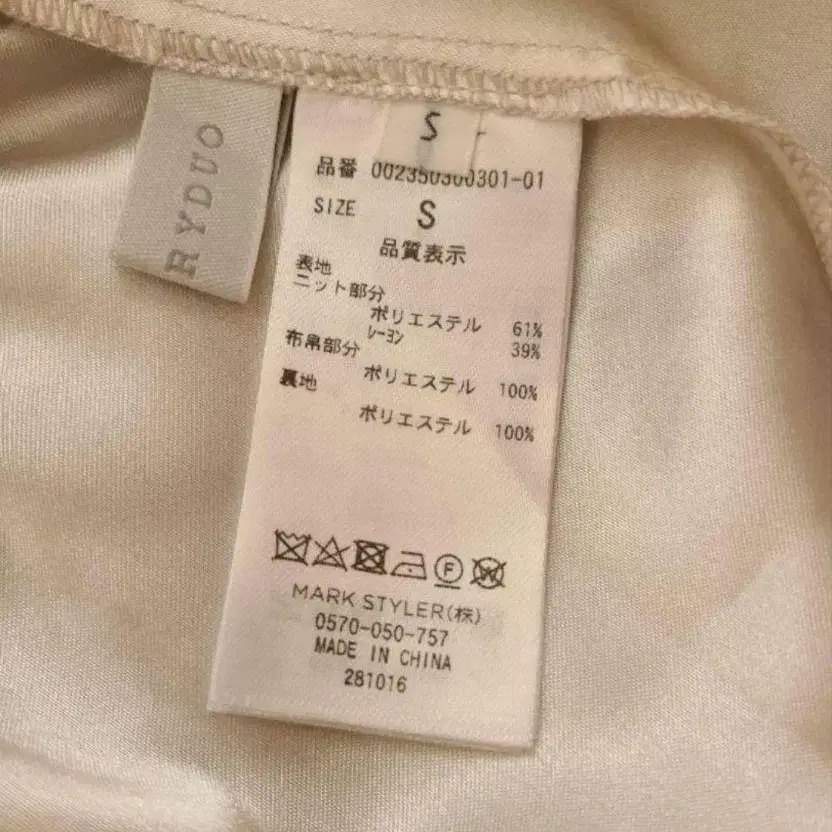 RYDUO
S
品番 002350300301-01
SIZE S
品質表示
表地
ニット部分
ポリエステル 61%
レーヨン 39%
布帛部分
ポリエステル 100%
裏地
ポリエステル 100%
F W
MARK STYLER(株)
0570-050-757
MADE IN CHINA
281016